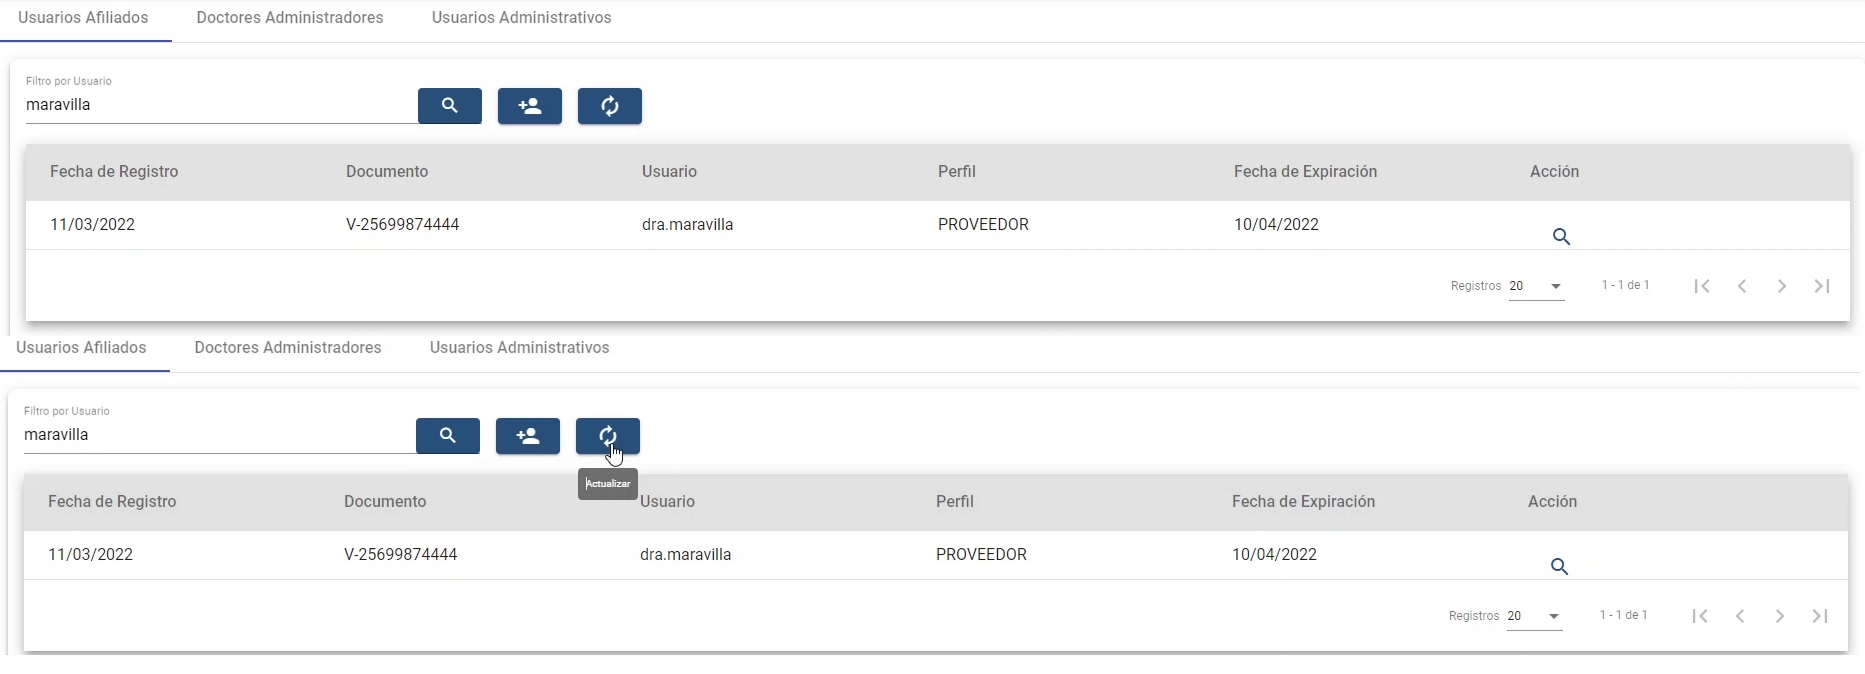 Usuarios Afiliados Doctores Administradores Usuarios Administrativos
Filtro por Usuario
maravilla
Fecha de Registro Documento Usuario Perfil Fecha de Expiración Acción
11/03/2022 V-25699874444 dra.maravilla PROVEEDOR 10/04/2022
Registros 20 1 - 1 de 1
Usuarios Afiliados Doctores Administradores Usuarios Administrativos
Filtro por Usuario
maravilla
Actualizar
Fecha de Registro Documento Usuario Perfil Fecha de Expiración Acción
11/03/2022 V-25699874444 dra.maravilla PROVEEDOR 10/04/2022
Registros 20 1 - 1 de 1